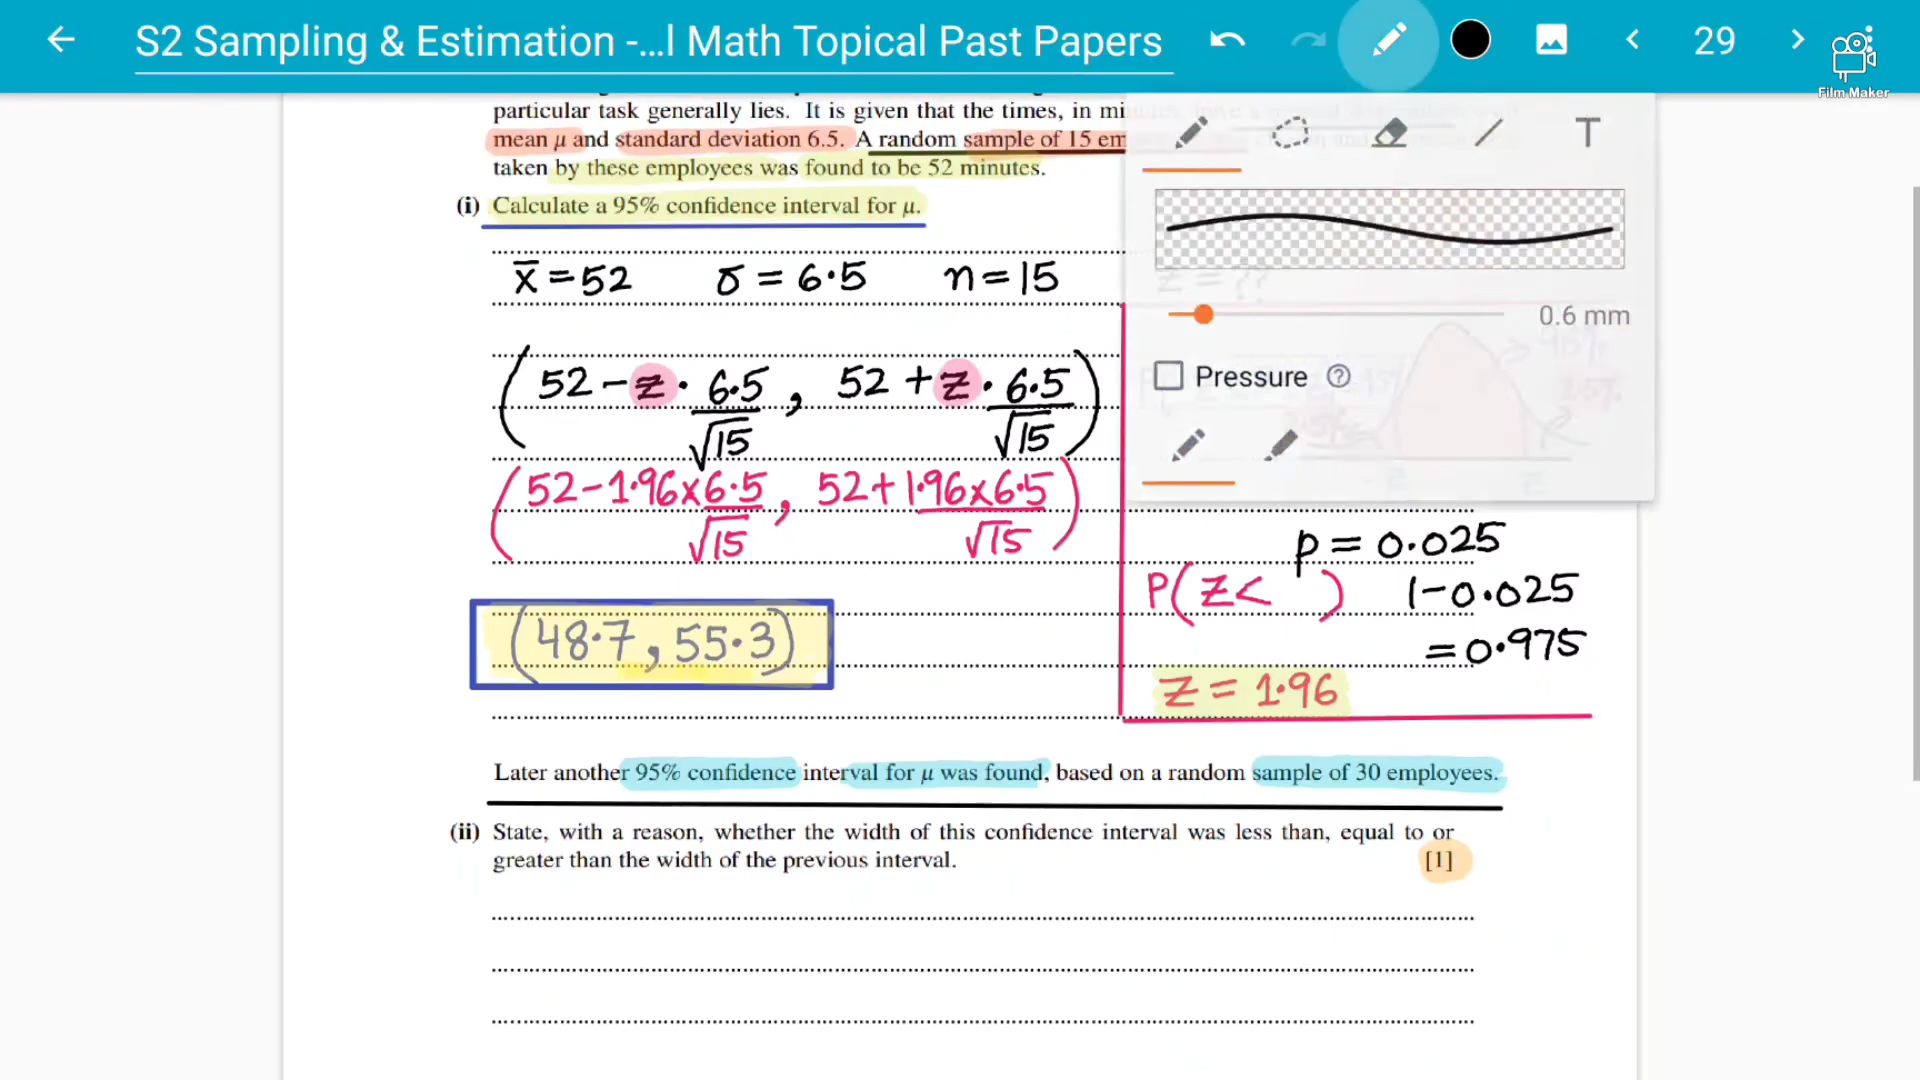 S2 Sampling & Estimation -...l Math Topical Past Papers
29
Film Maker
particular task generally lies. It is given that the times, in
mean μ and standard deviation 6.5. A random sample of 15 em
taken by these employees was found to be 52 minutes.
(i) Calculate a 95% confidence interval for μ.
T
0.6 mm
Pressure
x̄ = 52 σ = 6.5 n = 15
z = ??
(52 - z · 6.5/√15, 52 + z · 6.5/√15)
(52 - 1.96 x 6.5/√15, 52 + 1.96 x 6.5/√15)
(48.7, 55.3)
p = 0.025
P(Z< ) 1 - 0.025
= 0.975
Z = 1.96
Later another 95% confidence interval for μ was found, based on a random sample of 30 employees.
(ii) State, with a reason, whether the width of this confidence interval was less than, equal to or
greater than the width of the previous interval. [1]